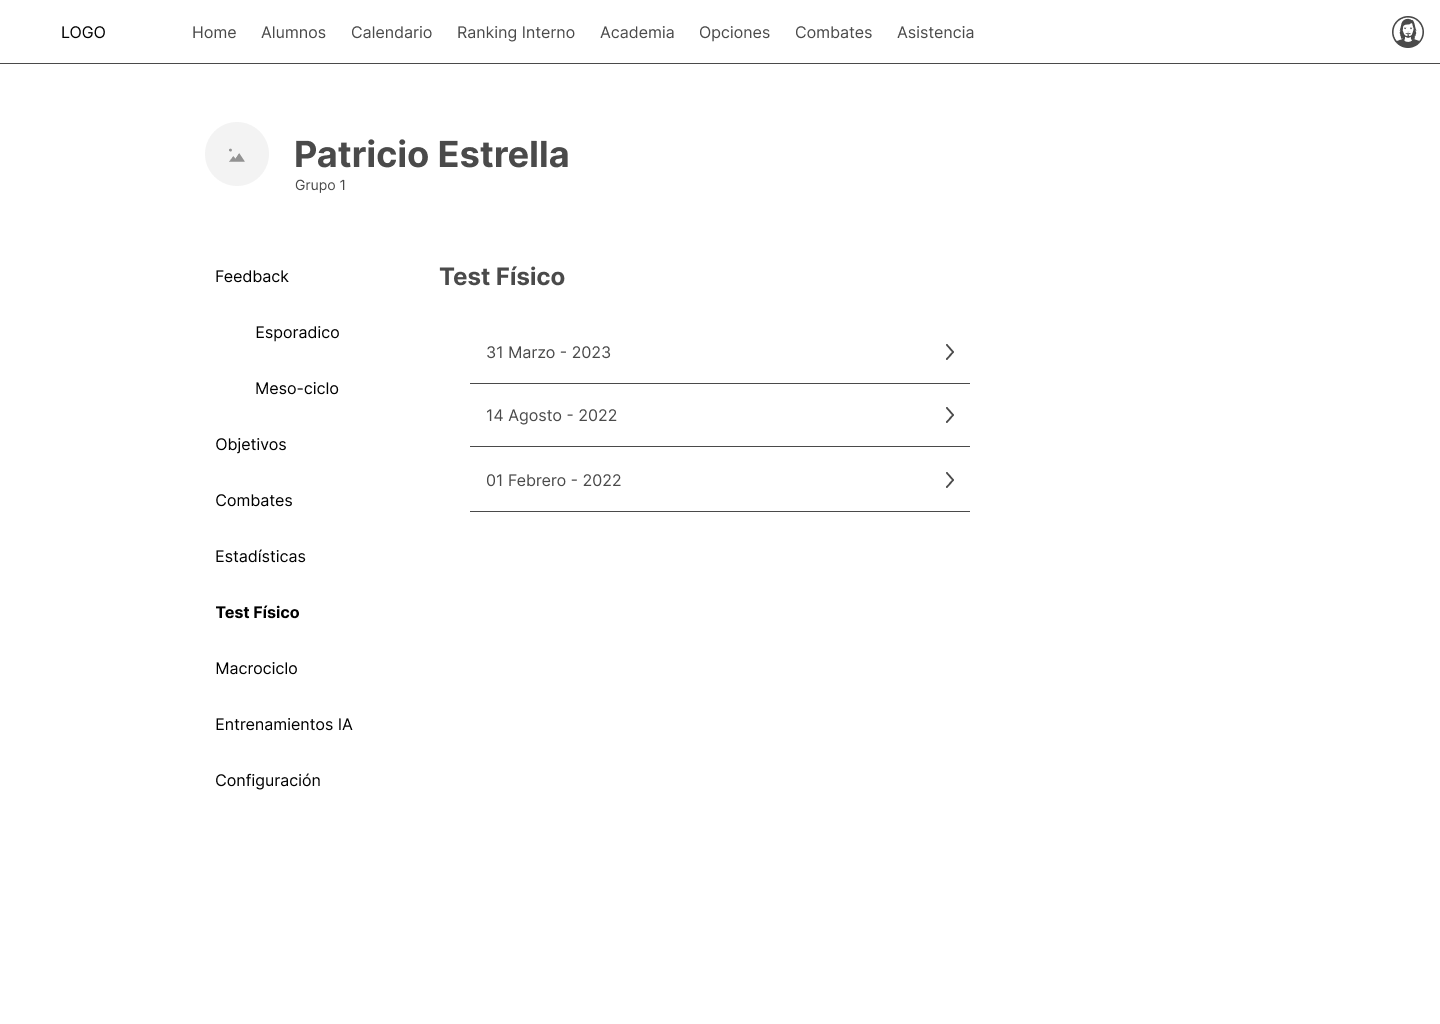 LOGO Home Alumnos Calendario Ranking Interno Academia Opciones Combates Asistencia
Patricio Estrella
Grupo 1
Feedback
Esporadico
Meso-ciclo
Objetivos
Combates
Estadísticas
Test Físico
Macrociclo
Entrenamientos IA
Configuración
Test Físico
31 Marzo - 2023
14 Agosto - 2022
01 Febrero - 2022